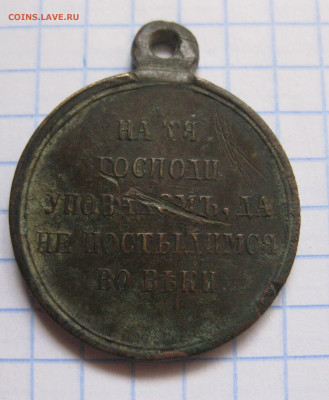 COINS.LAVE.RU
НА ТЯ
ГОСПОДИ
УПОВАХОМЪ, ДА
НЕ ПОСТЫДИМСЯ
ВО ВѢКИ